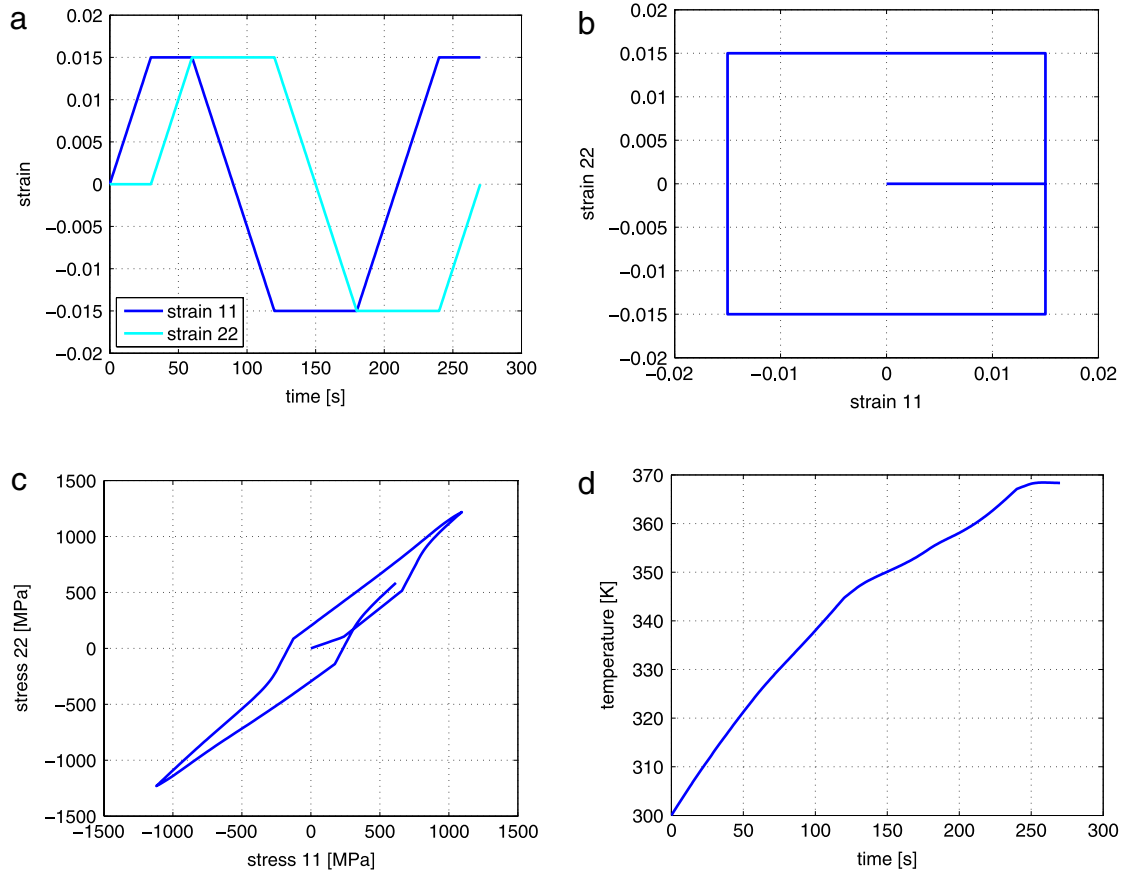 a
0.02
0.015
0.01
0.005
0
−0.005
−0.01
−0.015
−0.02
strain
strain 11
strain 22
0 50 100 150 200 250 300
time [s]
b
0.02
0.015
0.01
0.005
0
−0.005
−0.01
−0.015
−0.02
strain 22
−0.02 −0.01 0 0.01 0.02
strain 11
c
1500
1000
500
0
−500
−1000
−1500
stress 22 [MPa]
−1500 −1000 −500 0 500 1000 1500
stress 11 [MPa]
d
370
360
350
340
330
320
310
300
temperature [K]
0 50 100 150 200 250 300
time [s]